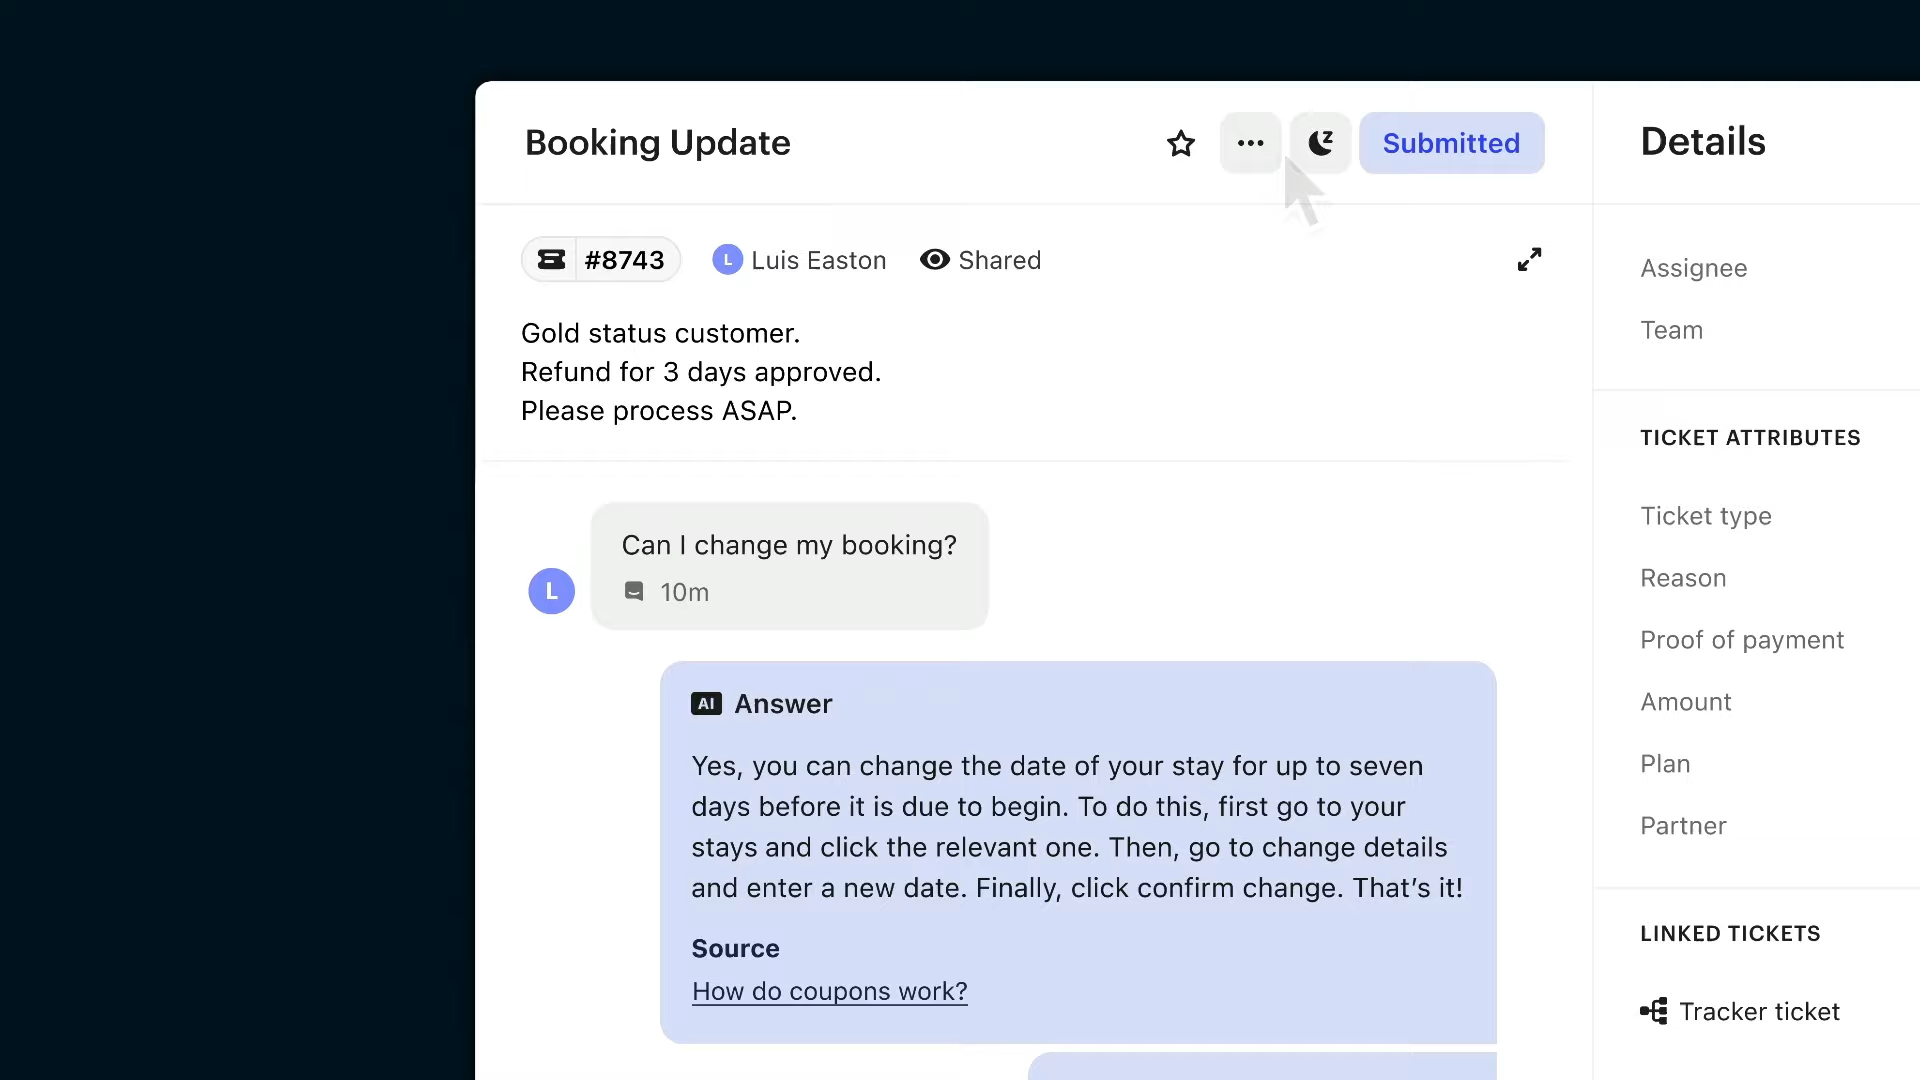 Booking Update
Submitted
#8743
L
Luis Easton
Shared
Gold status customer.
Refund for 3 days approved.
Please process ASAP.
Can I change my booking?
10m
L
AI Answer
Yes, you can change the date of your stay for up to seven
days before it is due to begin. To do this, first go to your
stays and click the relevant one. Then, go to change details
and enter a new date. Finally, click confirm change. That’s it!
Source
How do coupons work?
Details
Assignee
Team
TICKET ATTRIBUTES
Ticket type
Reason
Proof of payment
Amount
Plan
Partner
LINKED TICKETS
Tracker ticket